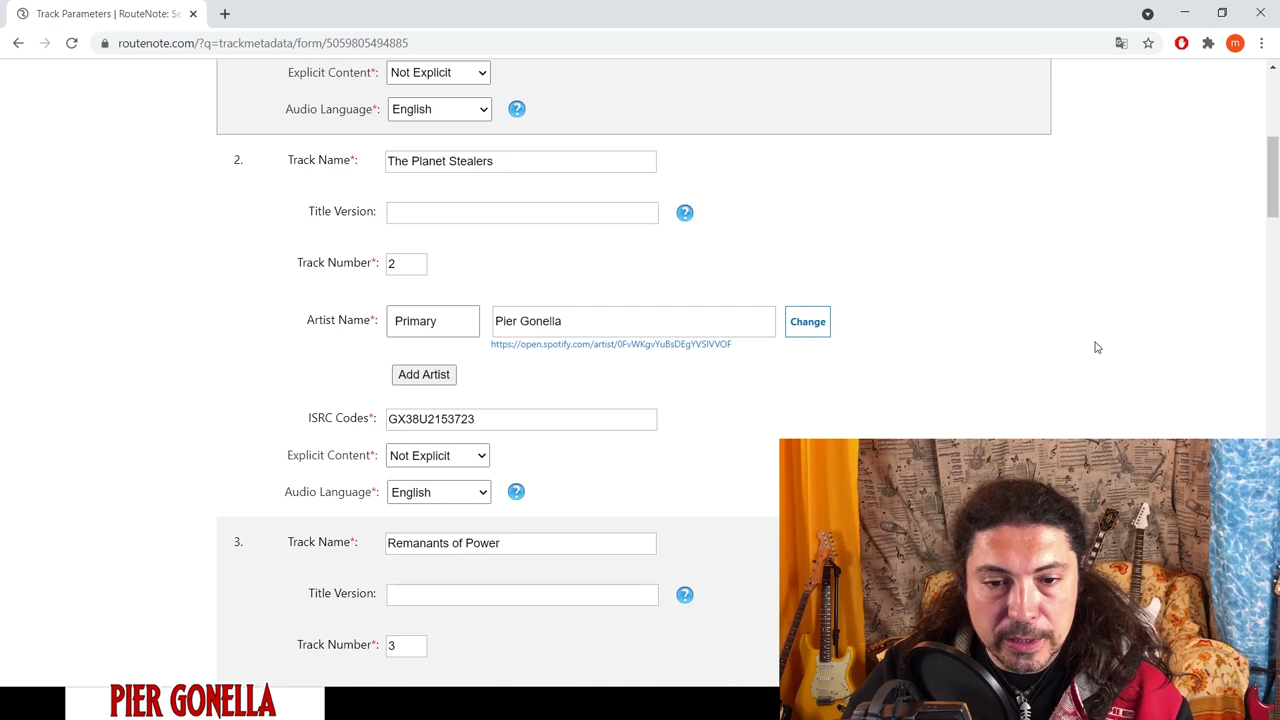 Track Parameters | RouteNote: Se
routenote.com/?q=trackmetadata/form/5059805494885
m
Explicit Content*: Not Explicit
Audio Language*: English ?
2. Track Name*: The Planet Stealers
Title Version: ?
Track Number*: 2
Artist Name*: Primary Pier Gonella Change
https://open.spotify.com/artist/0FvWKgvYuBsDEgYVSIVVOF
Add Artist
ISRC Codes*: GX38U2153723
Explicit Content*: Not Explicit
Audio Language*: English ?
3. Track Name*: Remanants of Power
Title Version: ?
Track Number*: 3
PIER GONELLA